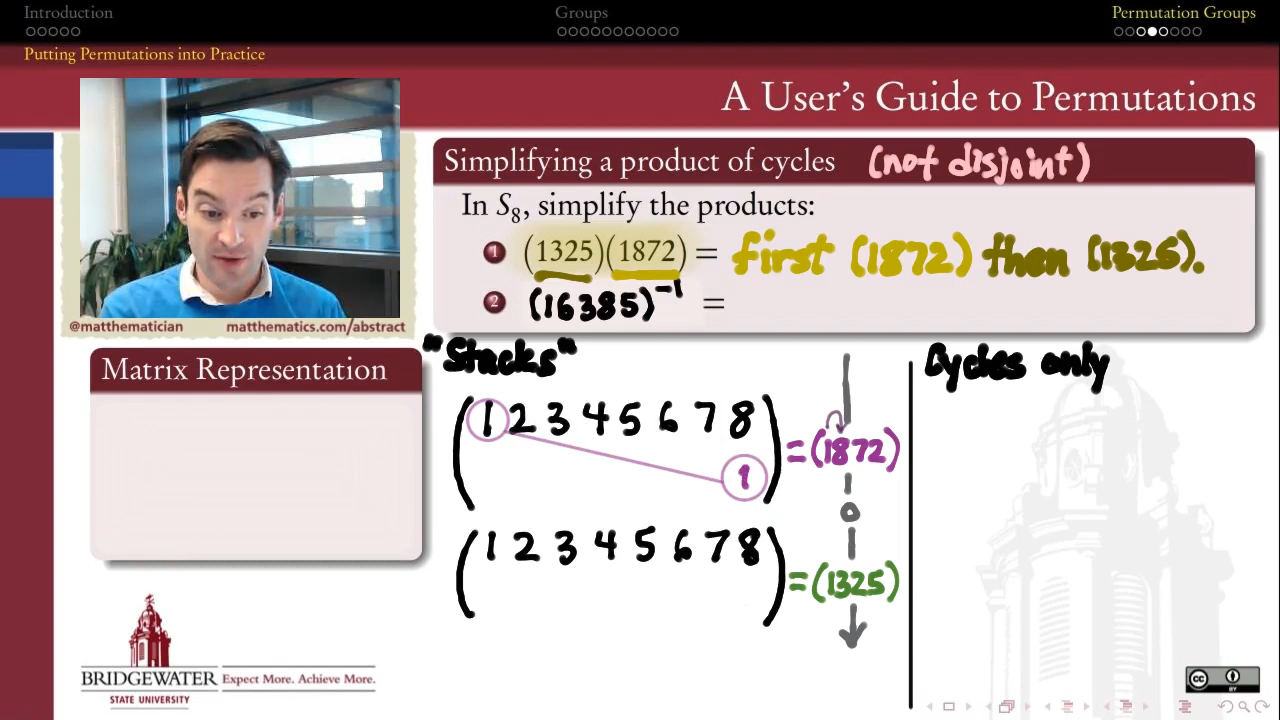 Introduction Groups Permutation Groups
Putting Permutations into Practice
A User's Guide to Permutations
Simplifying a product of cycles (not disjoint)
In S₈, simplify the products:
1 (1325)(1872) = first (1872) then (1325).
2 (16385)⁻¹ =
@matthematician matthematics.com/abstract
Matrix Representation
"Stacks"
(1 2 3 4 5 6 7 8) = (1872)
1
(1 2 3 4 5 6 7 8) = (1325)
Cycles only
BRIDGEWATER
STATE UNIVERSITY
Expect More. Achieve More.
CC BY